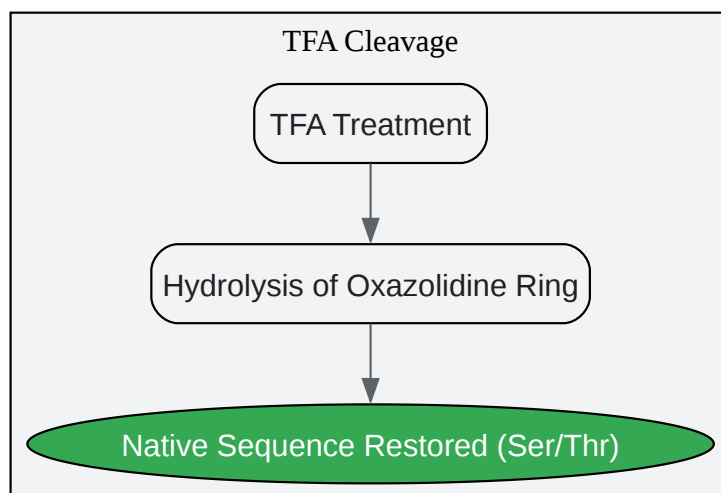 TFA Cleavage
TFA Treatment
Hydrolysis of Oxazolidine Ring
Native Sequence Restored (Ser/Thr)